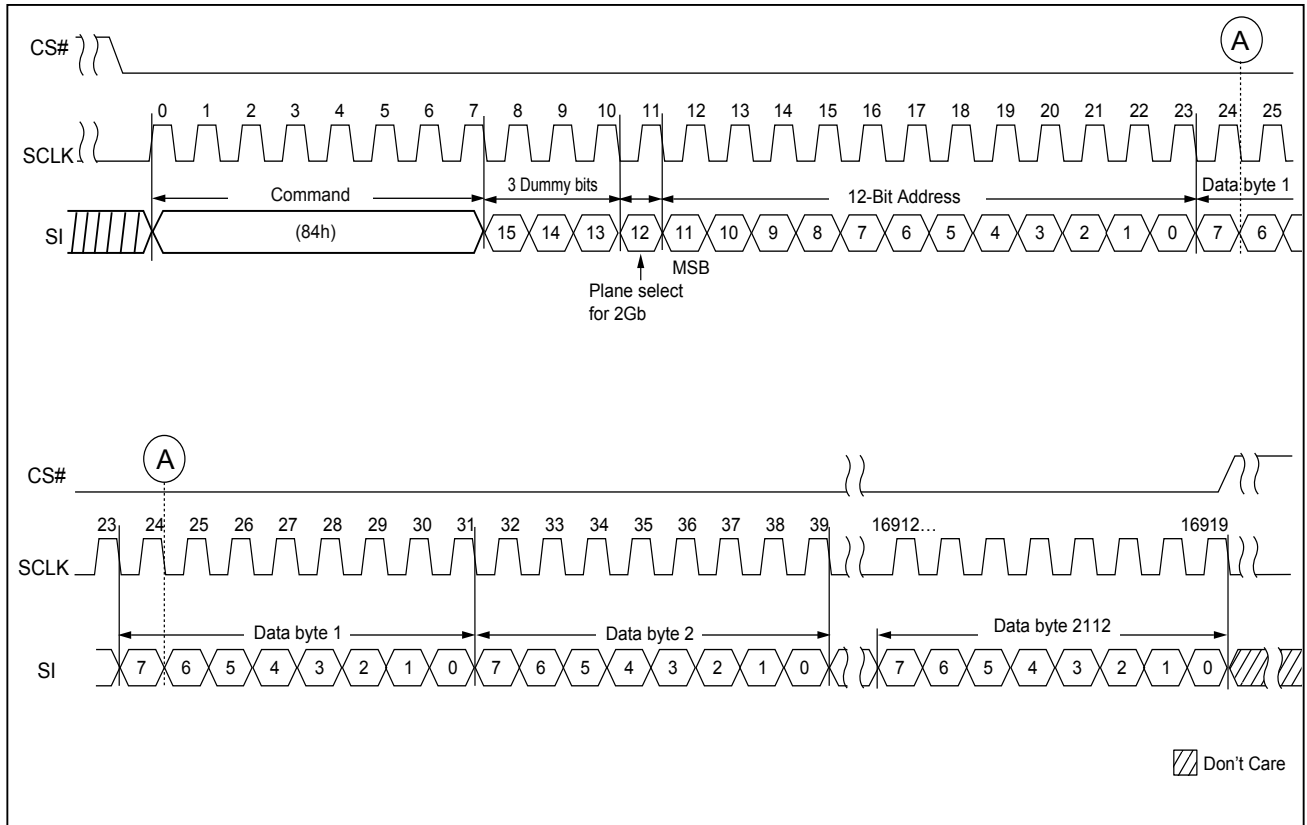 CS#
A
0 1 2 3 4 5 6 7 8 9 10 11 12 13 14 15 16 17 18 19 20 21 22 23 24 25
SCLK
Command 3 Dummy bits 12-Bit Address Data byte 1
SI (84h) 15 14 13 12 11 10 9 8 7 6 5 4 3 2 1 0 7 6
MSB
Plane select
for 2Gb
A
CS#
23 24 25 26 27 28 29 30 31 32 33 34 35 36 37 38 39 16912... 16919
SCLK
Data byte 1 Data byte 2 Data byte 2112
SI 7 6 5 4 3 2 1 0 7 6 5 4 3 2 1 0 7 6 5 4 3 2 1 0
Don't Care